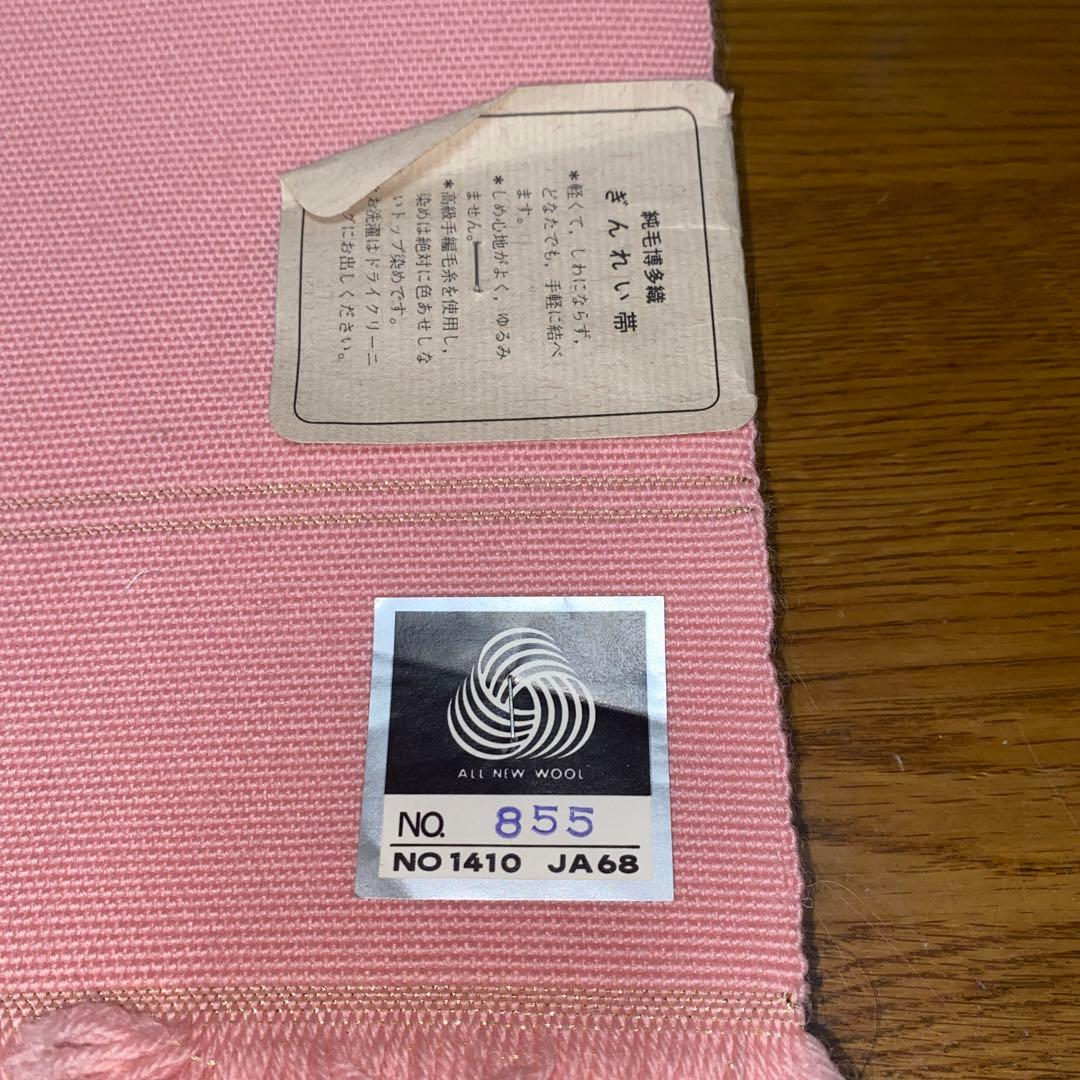 純毛博多織
ぎんれい帯
*軽くて，しわにならず，
どなたでも，手軽に結べ
ます。
*しめ心地がよく，ゆるみ
ません。
*高級手編毛糸を使用し，
染めは絶対に色あせしな
いトップ染めです。
お洗濯はドライクリーニ
グにお出しください。
ALL NEW WOOL
NO. 855
NO 1410 JA68